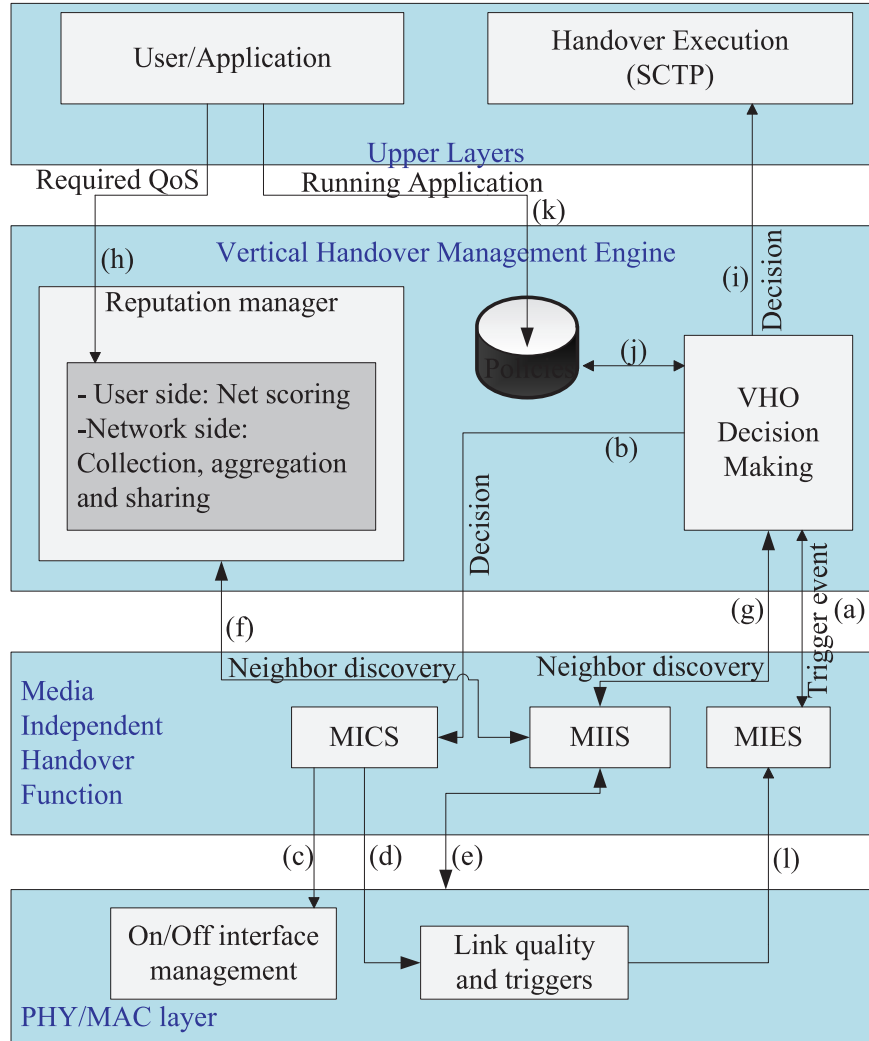 User/Application
Handover Execution
(SCTP)
Upper Layers
Required QoS
Running Application
(k)
(h)
Vertical Handover Management Engine
(i)
Decision
Reputation manager
Policies
(j)
- User side: Net scoring
-Network side:
Collection, aggregation
and sharing
VHO
Decision
Making
(b)
Decision
(f)
(g)
(a)
Trigger event
Neighbor discovery
Neighbor discovery
Media
Independent
Handover
Function
MICS
MIIS
MIES
(c)
(d)
(e)
(l)
On/Off interface
management
Link quality
and triggers
PHY/MAC layer